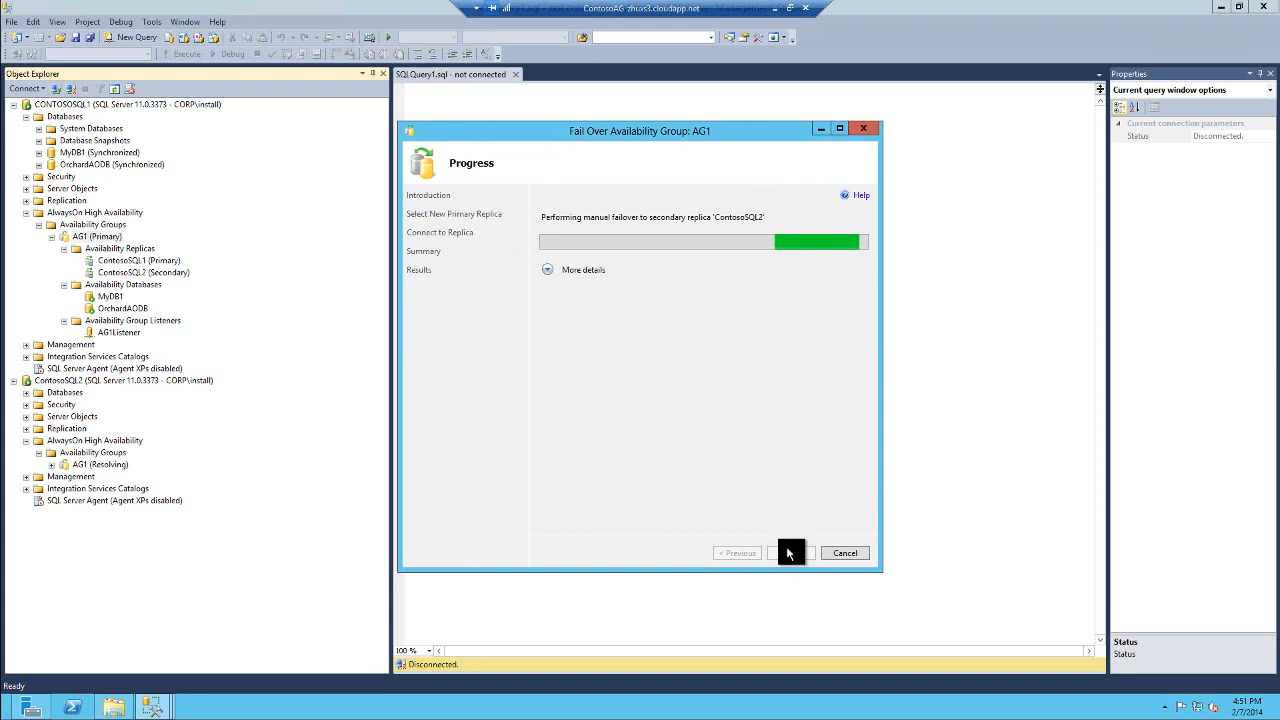 ContosoAG-zhuxs3.cloudapp.net
File Edit View Project Debug Tools Window Help
New Query
Execute Debug
Object Explorer
Connect
CONTOSOSQL1 (SQL Server 11.0.3373 - CORP\install)
Databases
System Databases
Database Snapshots
MyDB1 (Synchronized)
OrchardAODB (Synchronized)
Security
Server Objects
Replication
AlwaysOn High Availability
Availability Groups
AG1 (Primary)
Availability Replicas
ContosoSQL1 (Primary)
ContosoSQL2 (Secondary)
Availability Databases
MyDB1
OrchardAODB
Availability Group Listeners
AG1Listener
Management
Integration Services Catalogs
SQL Server Agent (Agent XPs disabled)
ContosoSQL2 (SQL Server 11.0.3373 - CORP\install)
Databases
Security
Server Objects
Replication
AlwaysOn High Availability
Availability Groups
AG1 (Resolving)
Management
Integration Services Catalogs
SQL Server Agent (Agent XPs disabled)
SQLQuery1.sql - not connected
Fail Over Availability Group: AG1
Progress
Introduction
Select New Primary Replica
Connect to Replica
Summary
Results
Help
Performing manual failover to secondary replica 'ContosoSQL2'
More details
< Previous
Cancel
100 %
Disconnected.
Properties
Current query window options
Current connection parameters
Status Disconnected.
Status
Status
Ready
4:51 PM
2/7/2014